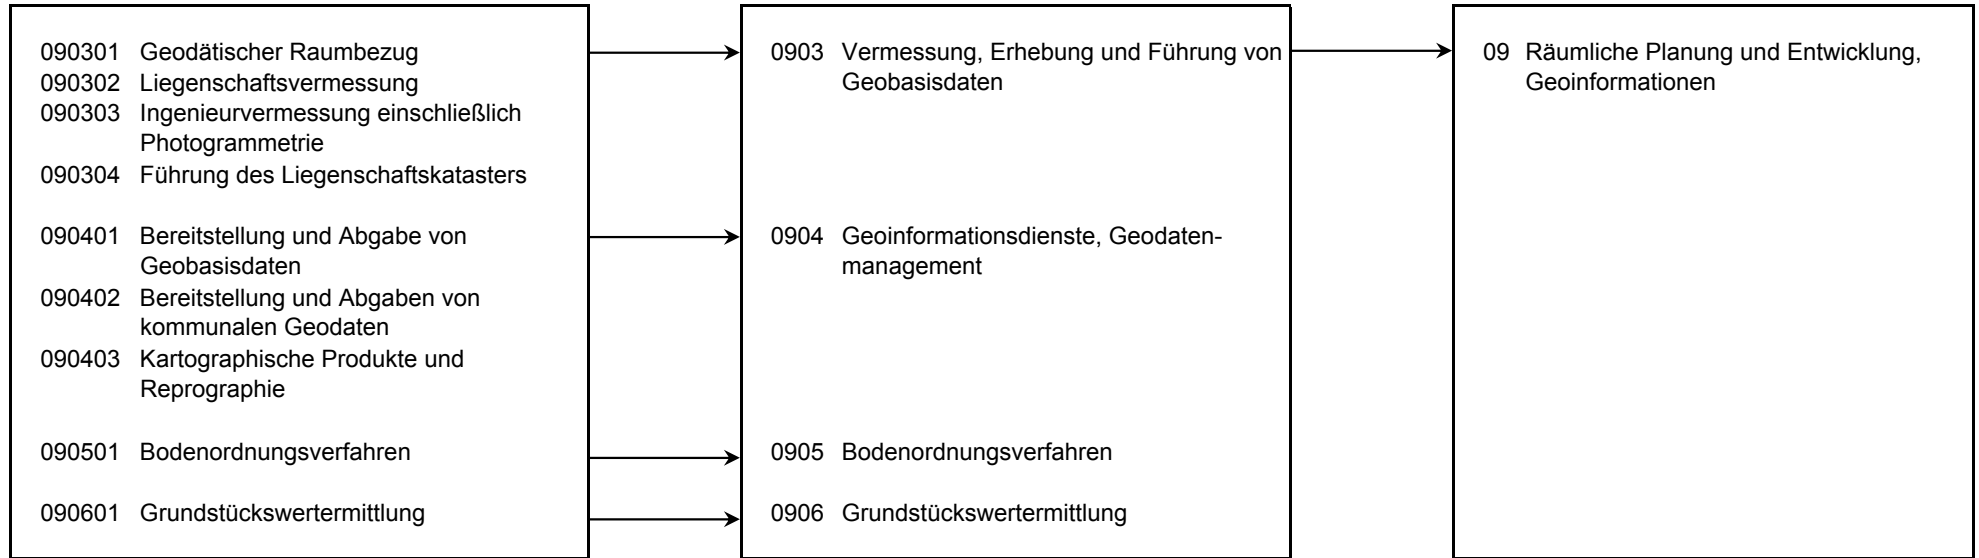 090301 Geodätischer Raumbezug
090302 Liegenschaftsvermessung
090303 Ingenieurvermessung einschließlich
Photogrammetrie
090304 Führung des Liegenschaftskatasters
090401 Bereitstellung und Abgabe von
Geobasisdaten
090402 Bereitstellung und Abgaben von
kommunalen Geodaten
090403 Kartographische Produkte und
Reprographie
090501 Bodenordnungsverfahren
090601 Grundstückswertermittlung
0903 Vermessung, Erhebung und Führung von
Geobasisdaten
0904 Geoinformationsdienste, Geodaten-
management
0905 Bodenordnungsverfahren
0906 Grundstückswertermittlung
09 Räumliche Planung und Entwicklung,
Geoinformationen